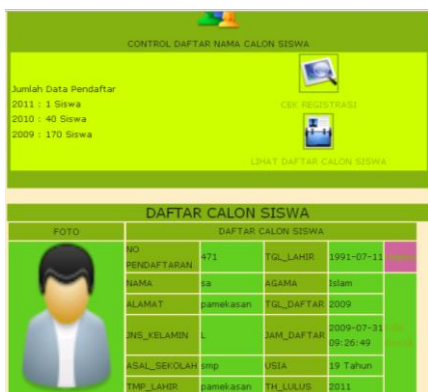 CONTROL DAFTAR NAMA CALON SISWA
Jumlah Data Pendaftar
2011 : 1 Siswa
2010 : 40 Siswa
2009 : 170 Siswa
CEK REGISTRASI
LIHAT DAFTAR CALON SISWA
DAFTAR CALON SISWA
FOTO DAFTAR CALON SISWA
NO PENDAFTARAN 471 TGL_LAHIR 1991-07-11
NAMA sa AGAMA Islam
ALAMAT pamekasan TGL_DAFTAR 2009
JNS_KELAMIN L JAM_DAFTAR 2009-07-31 09:26:49
ASAL_SEKOLAH smp USIA 19 Tahun
TMP_LAHIR pamekasan TH_LULUS 2011